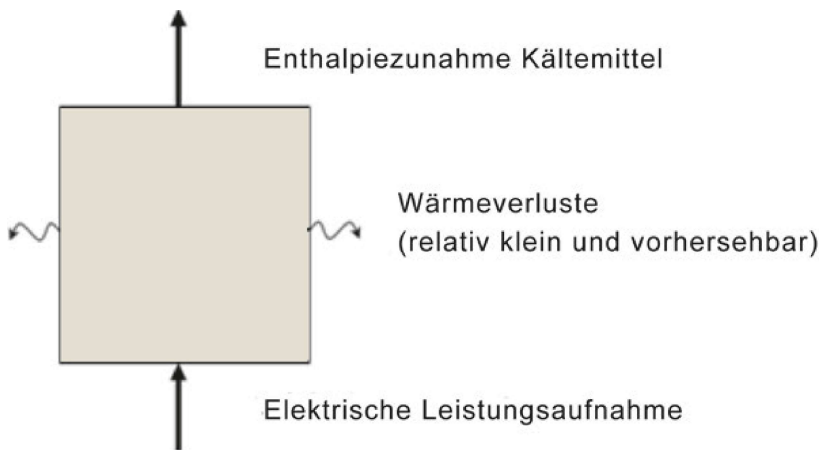 Enthalpiezunahme Kältemittel
Wärmeverluste
(relativ klein und vorhersehbar)
Elektrische Leistungsaufnahme